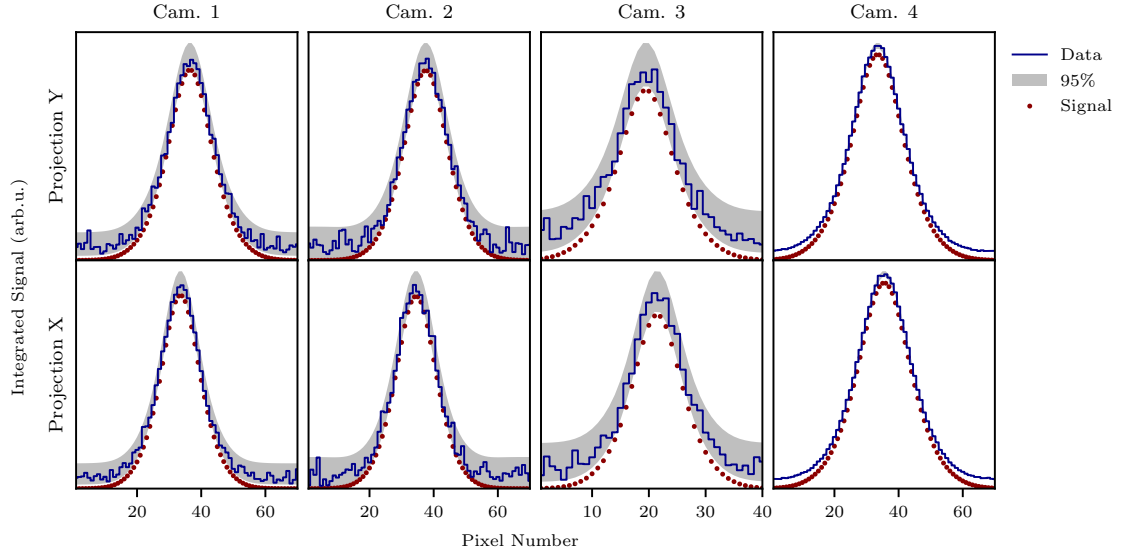 Cam. 1 Cam. 2 Cam. 3 Cam. 4
Data
95%
Signal
Integrated Signal (arb.u.)
Projection Y
Projection X
20 40 60 20 40 60 10 20 30 40 20 40 60
Pixel Number